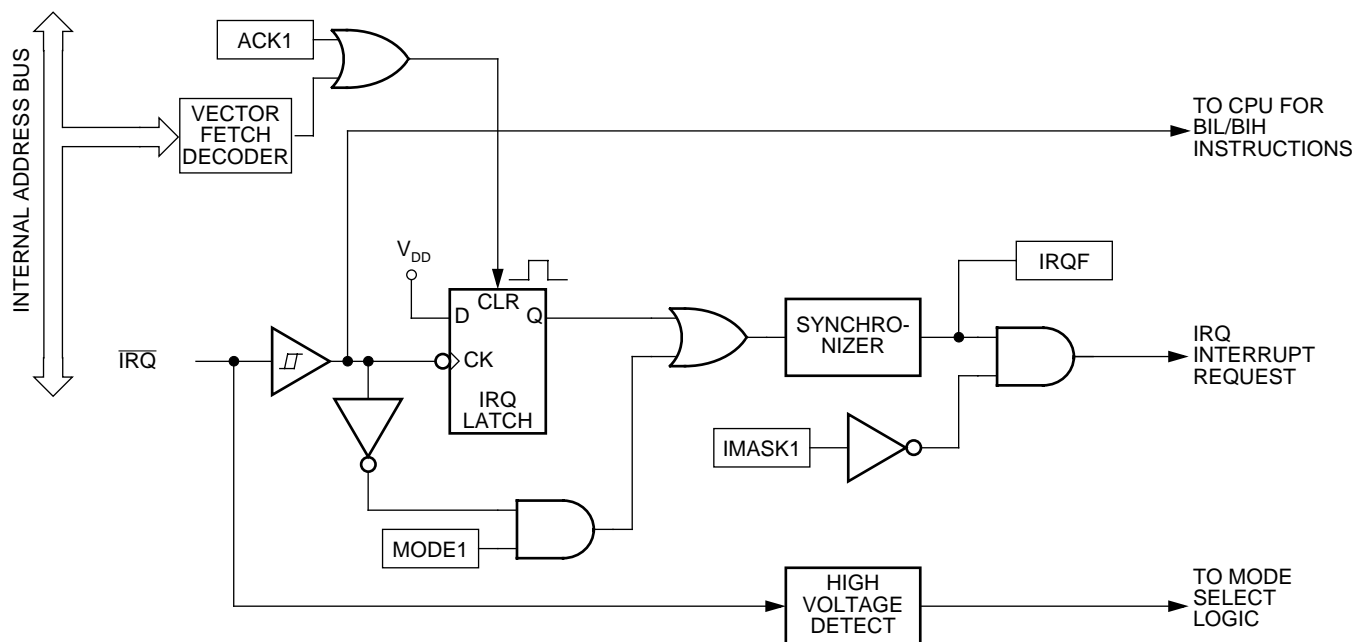 INTERNAL ADDRESS BUS
ACK1
VECTOR
FETCH
DECODER
TO CPU FOR
BIL/BIH
INSTRUCTIONS
VDD
CLR
D
Q
CK
IRQ
LATCH
IRQ
SYNCHRO-
NIZER
IRQF
IRQ
INTERRUPT
REQUEST
IMASK1
MODE1
HIGH
VOLTAGE
DETECT
TO MODE
SELECT
LOGIC